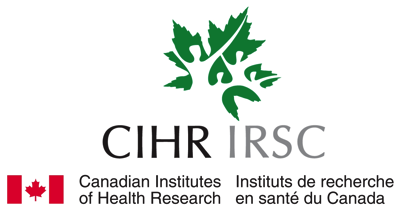 CIHR IRSC
Canadian Institutes of Health Research
Instituts de recherche en santé du Canada